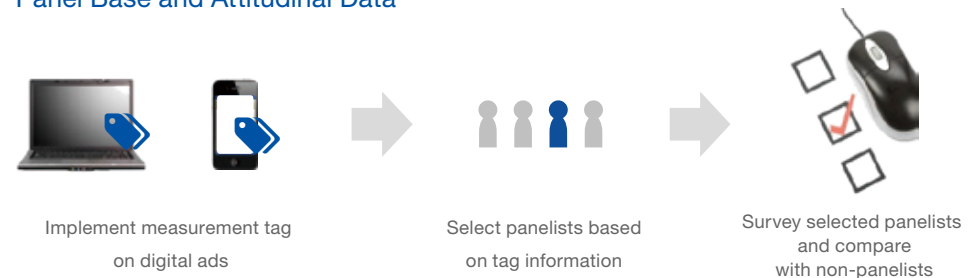 Panel Base and Attitudinal Data
Implement measurement tag
on digital ads
Select panelists based
on tag information
Survey selected panelists
and compare
with non-panelists